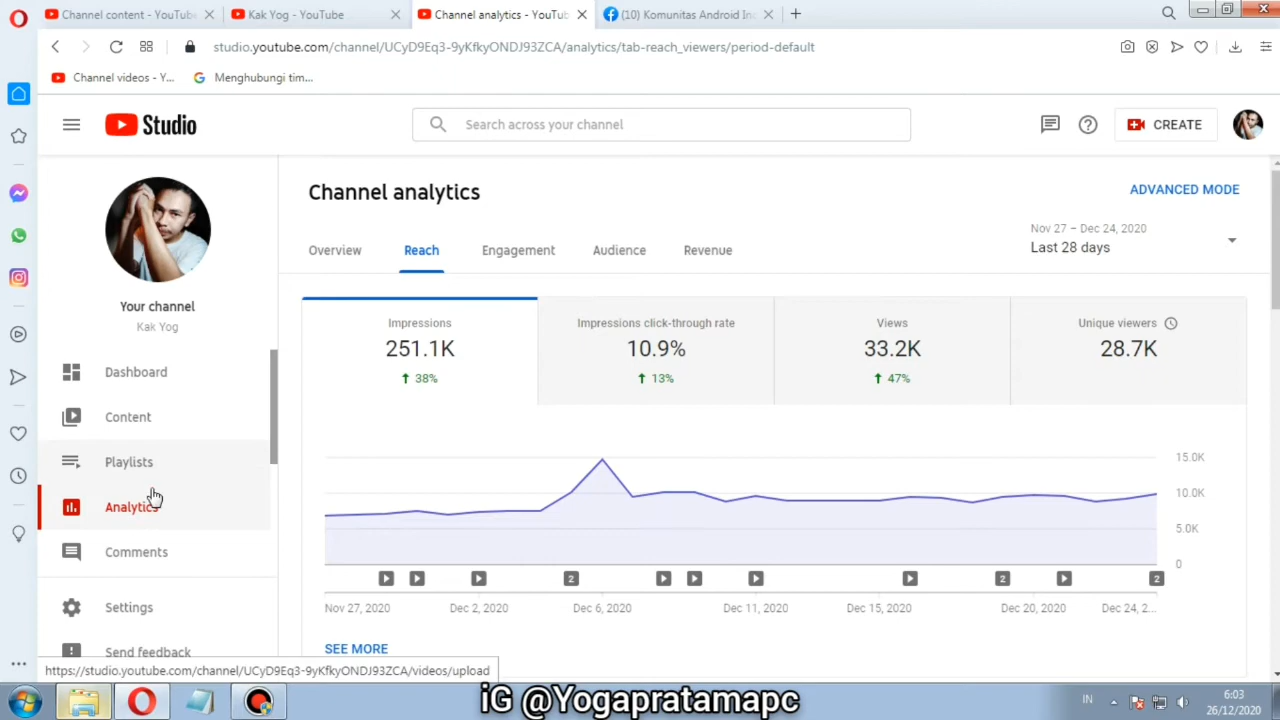 Channel content - YouTube
Kak Yog - YouTube
Channel analytics - YouTub
(10) Komunitas Android Ind
studio.youtube.com/channel/UCyD9Eq3-9yKfkyONDJ93ZCA/analytics/tab-reach_viewers/period-default
Channel videos - Y...
Menghubungi tim...
Studio
Search across your channel
CREATE
Channel analytics
ADVANCED MODE
Nov 27 – Dec 24, 2020
Last 28 days
Overview
Reach
Engagement
Audience
Revenue
Your channel
Kak Yog
Dashboard
Content
Playlists
Analytics
Comments
Settings
Send feedback
Impressions
251.1K
38%
Impressions click-through rate
10.9%
13%
Views
33.2K
47%
Unique viewers
28.7K
15.0K
10.0K
5.0K
0
2
2
2
Nov 27, 2020
Dec 2, 2020
Dec 6, 2020
Dec 11, 2020
Dec 15, 2020
Dec 20, 2020
Dec 24, 2...
SEE MORE
https://studio.youtube.com/channel/UCyD9Eq3-9yKfkyONDJ93ZCA/videos/upload
iG @Yogapratamapc
IN
6:03
26/12/2020